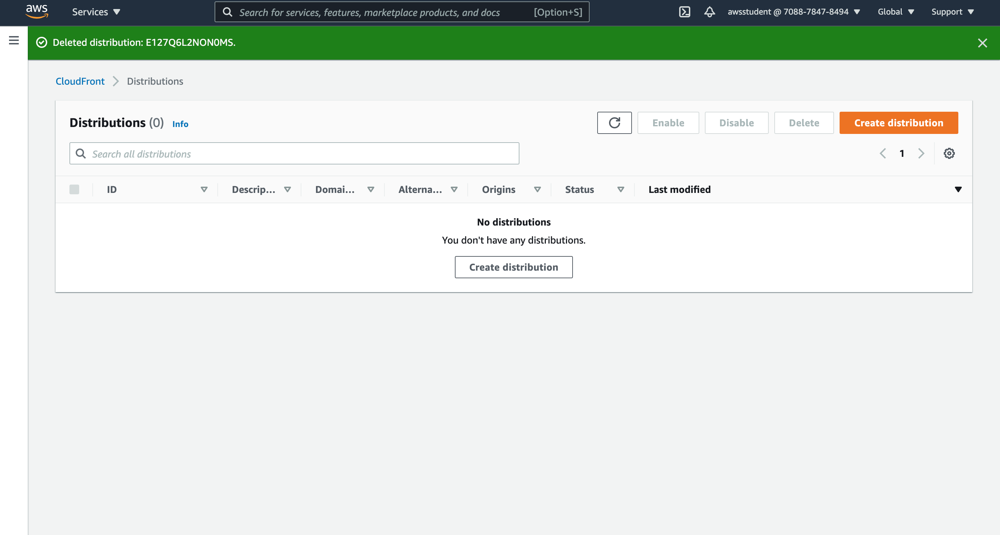 aws Services Search for services, features, marketplace products, and docs [Option+S] awsstudent @ 7088-7847-8494 Global Support
Deleted distribution: E127Q6L2NON0MS.
CloudFront Distributions
Distributions (0) Info Enable Disable Delete Create distribution
Search all distributions 1
ID Descrip... Domai... Alterna... Origins Status Last modified
No distributions
You don't have any distributions.
Create distribution